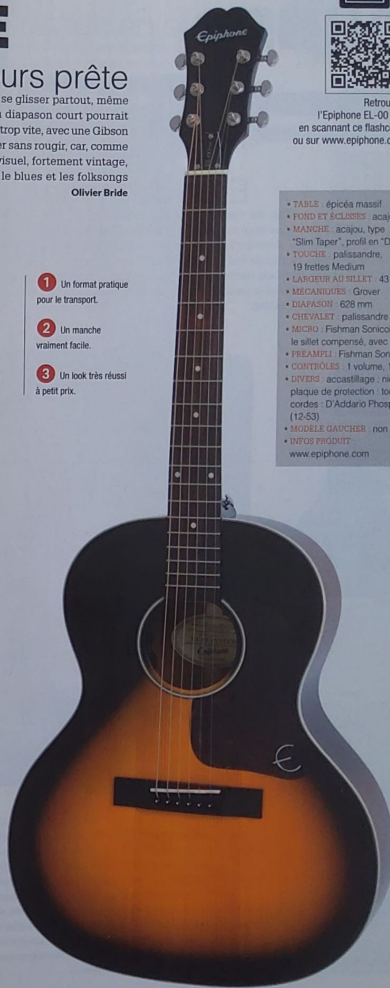 E
urs prête
se glisser partout, même
diapason court pourrait
trop vite, avec une Gibson
er sans rougir, car, comme
visuel, fortement vintage,
le blues et les folksongs
Olivier Bride
1 Un format pratique
pour le transport.
2 Un manche
vraiment facile.
3 Un look très réussi
à petit prix.
Epiphone
Retrou
l'Epiphone EL-00
en scannant ce flashc
ou sur www.epiphone.c
• TABLE : épicéa massif
• FOND ET ÉCLISSES : acaj
• MANCHE : acajou, type
"Slim Taper", profil en "D
• TOUCHE : palissandre,
19 frettes Medium
• LARGEUR AU SILLET : 43
• MÉCANIQUES : Grover
• DIAPASON : 628 mm
• CHEVALET : palissandre
• MICRO : Fishman Sonico
le sillet compensé, avec
• PRÉAMPLI : Fishman Son
• CONTRÔLES : 1 volume, 1
• DIVERS : accastillage : ni
plaque de protection : to
cordes : D'Addario Phosp
(12-53)
• MODÈLE GAUCHER : non
• INFOS PRODUIT :
www.epiphone.com
Epiphone
E